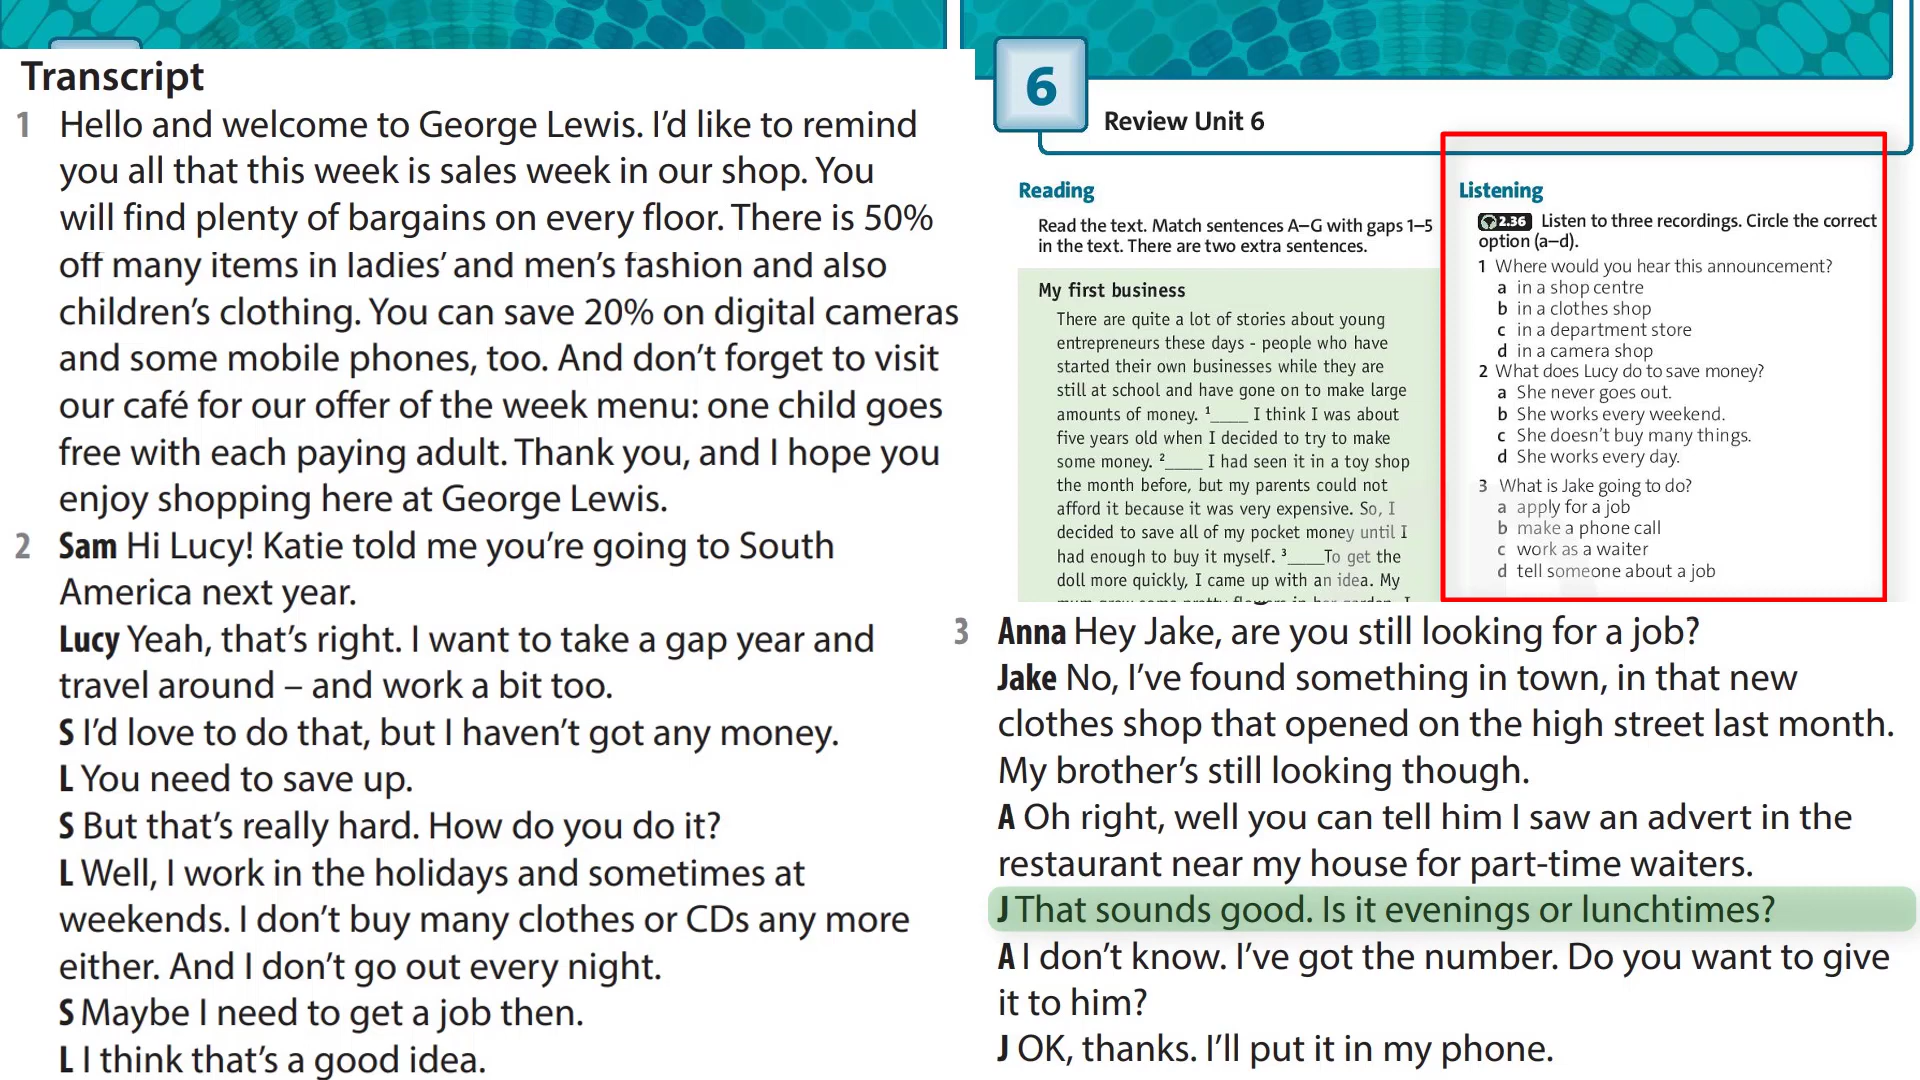 Transcript
1 Hello and welcome to George Lewis. I'd like to remind
you all that this week is sales week in our shop. You
will find plenty of bargains on every floor. There is 50%
off many items in ladies' and men's fashion and also
children's clothing. You can save 20% on digital cameras
and some mobile phones, too. And don't forget to visit
our café for our offer of the week menu: one child goes
free with each paying adult. Thank you, and I hope you
enjoy shopping here at George Lewis.
2 Sam Hi Lucy! Katie told me you're going to South
America next year.
Lucy Yeah, that's right. I want to take a gap year and
travel around – and work a bit too.
S I'd love to do that, but I haven't got any money.
L You need to save up.
S But that's really hard. How do you do it?
L Well, I work in the holidays and sometimes at
weekends. I don't buy many clothes or CDs any more
either. And I don't go out every night.
S Maybe I need to get a job then.
L I think that's a good idea.
6
Review Unit 6
Reading
Read the text. Match sentences A–G with gaps 1–5
in the text. There are two extra sentences.
My first business
There are quite a lot of stories about young
entrepreneurs these days - people who have
started their own businesses while they are
still at school and have gone on to make large
amounts of money. 1____ I think I was about
five years old when I decided to try to make
some money. 2____ I had seen it in a toy shop
the month before, but my parents could not
afford it because it was very expensive. So, I
decided to save all of my pocket money until I
had enough to buy it myself. 3____To get the
doll more quickly, I came up with an idea. My
Listening
2.36 Listen to three recordings. Circle the correct
option (a–d).
1 Where would you hear this announcement?
a in a shop centre
b in a clothes shop
c in a department store
d in a camera shop
2 What does Lucy do to save money?
a She never goes out.
b She works every weekend.
c She doesn't buy many things.
d She works every day.
3 What is Jake going to do?
a apply for a job
b make a phone call
c work as a waiter
d tell someone about a job
3 Anna Hey Jake, are you still looking for a job?
Jake No, I've found something in town, in that new
clothes shop that opened on the high street last month.
My brother's still looking though.
A Oh right, well you can tell him I saw an advert in the
restaurant near my house for part-time waiters.
J That sounds good. Is it evenings or lunchtimes?
A I don't know. I've got the number. Do you want to give
it to him?
J OK, thanks. I'll put it in my phone.